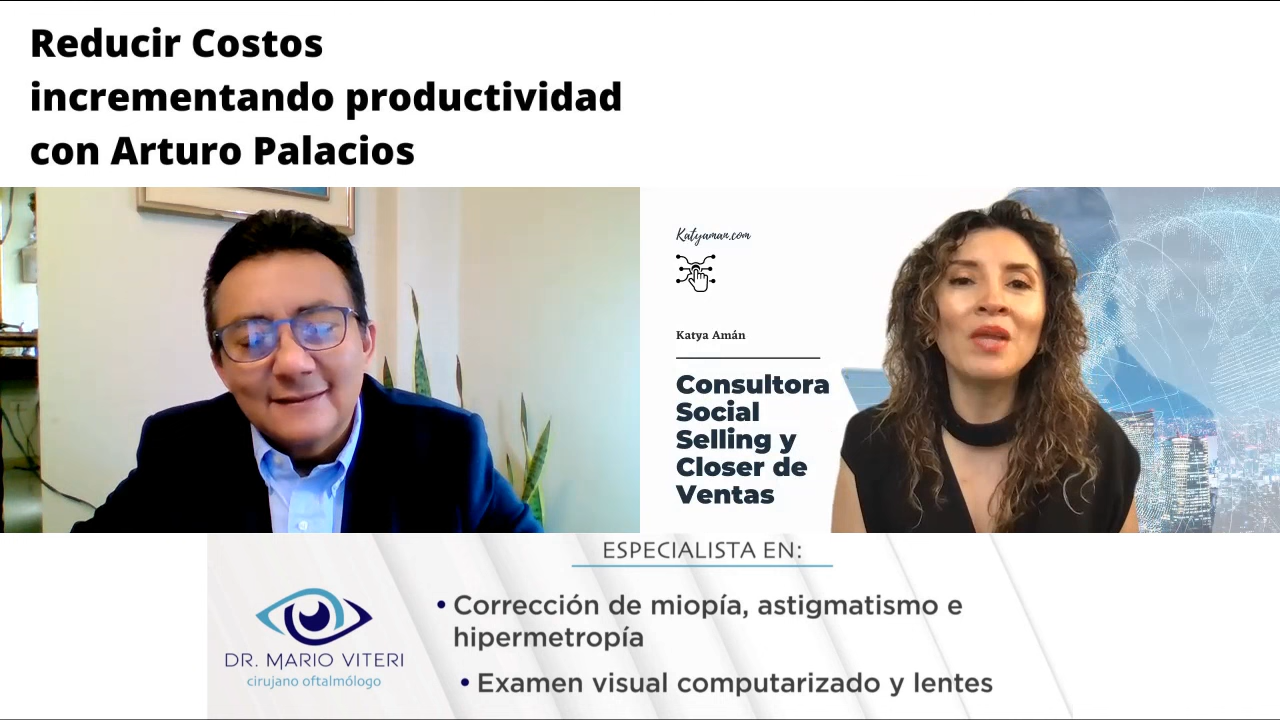 Reducir Costos
incrementando productividad
con Arturo Palacios
Katyaman.com
Katya Amán
Consultora
Social
Selling y
Closer de
Ventas
ESPECIALISTA EN:
• Corrección de miopía, astigmatismo e
hipermetropía
• Examen visual computarizado y lentes
DR. MARIO VITERI
cirujano oftalmólogo